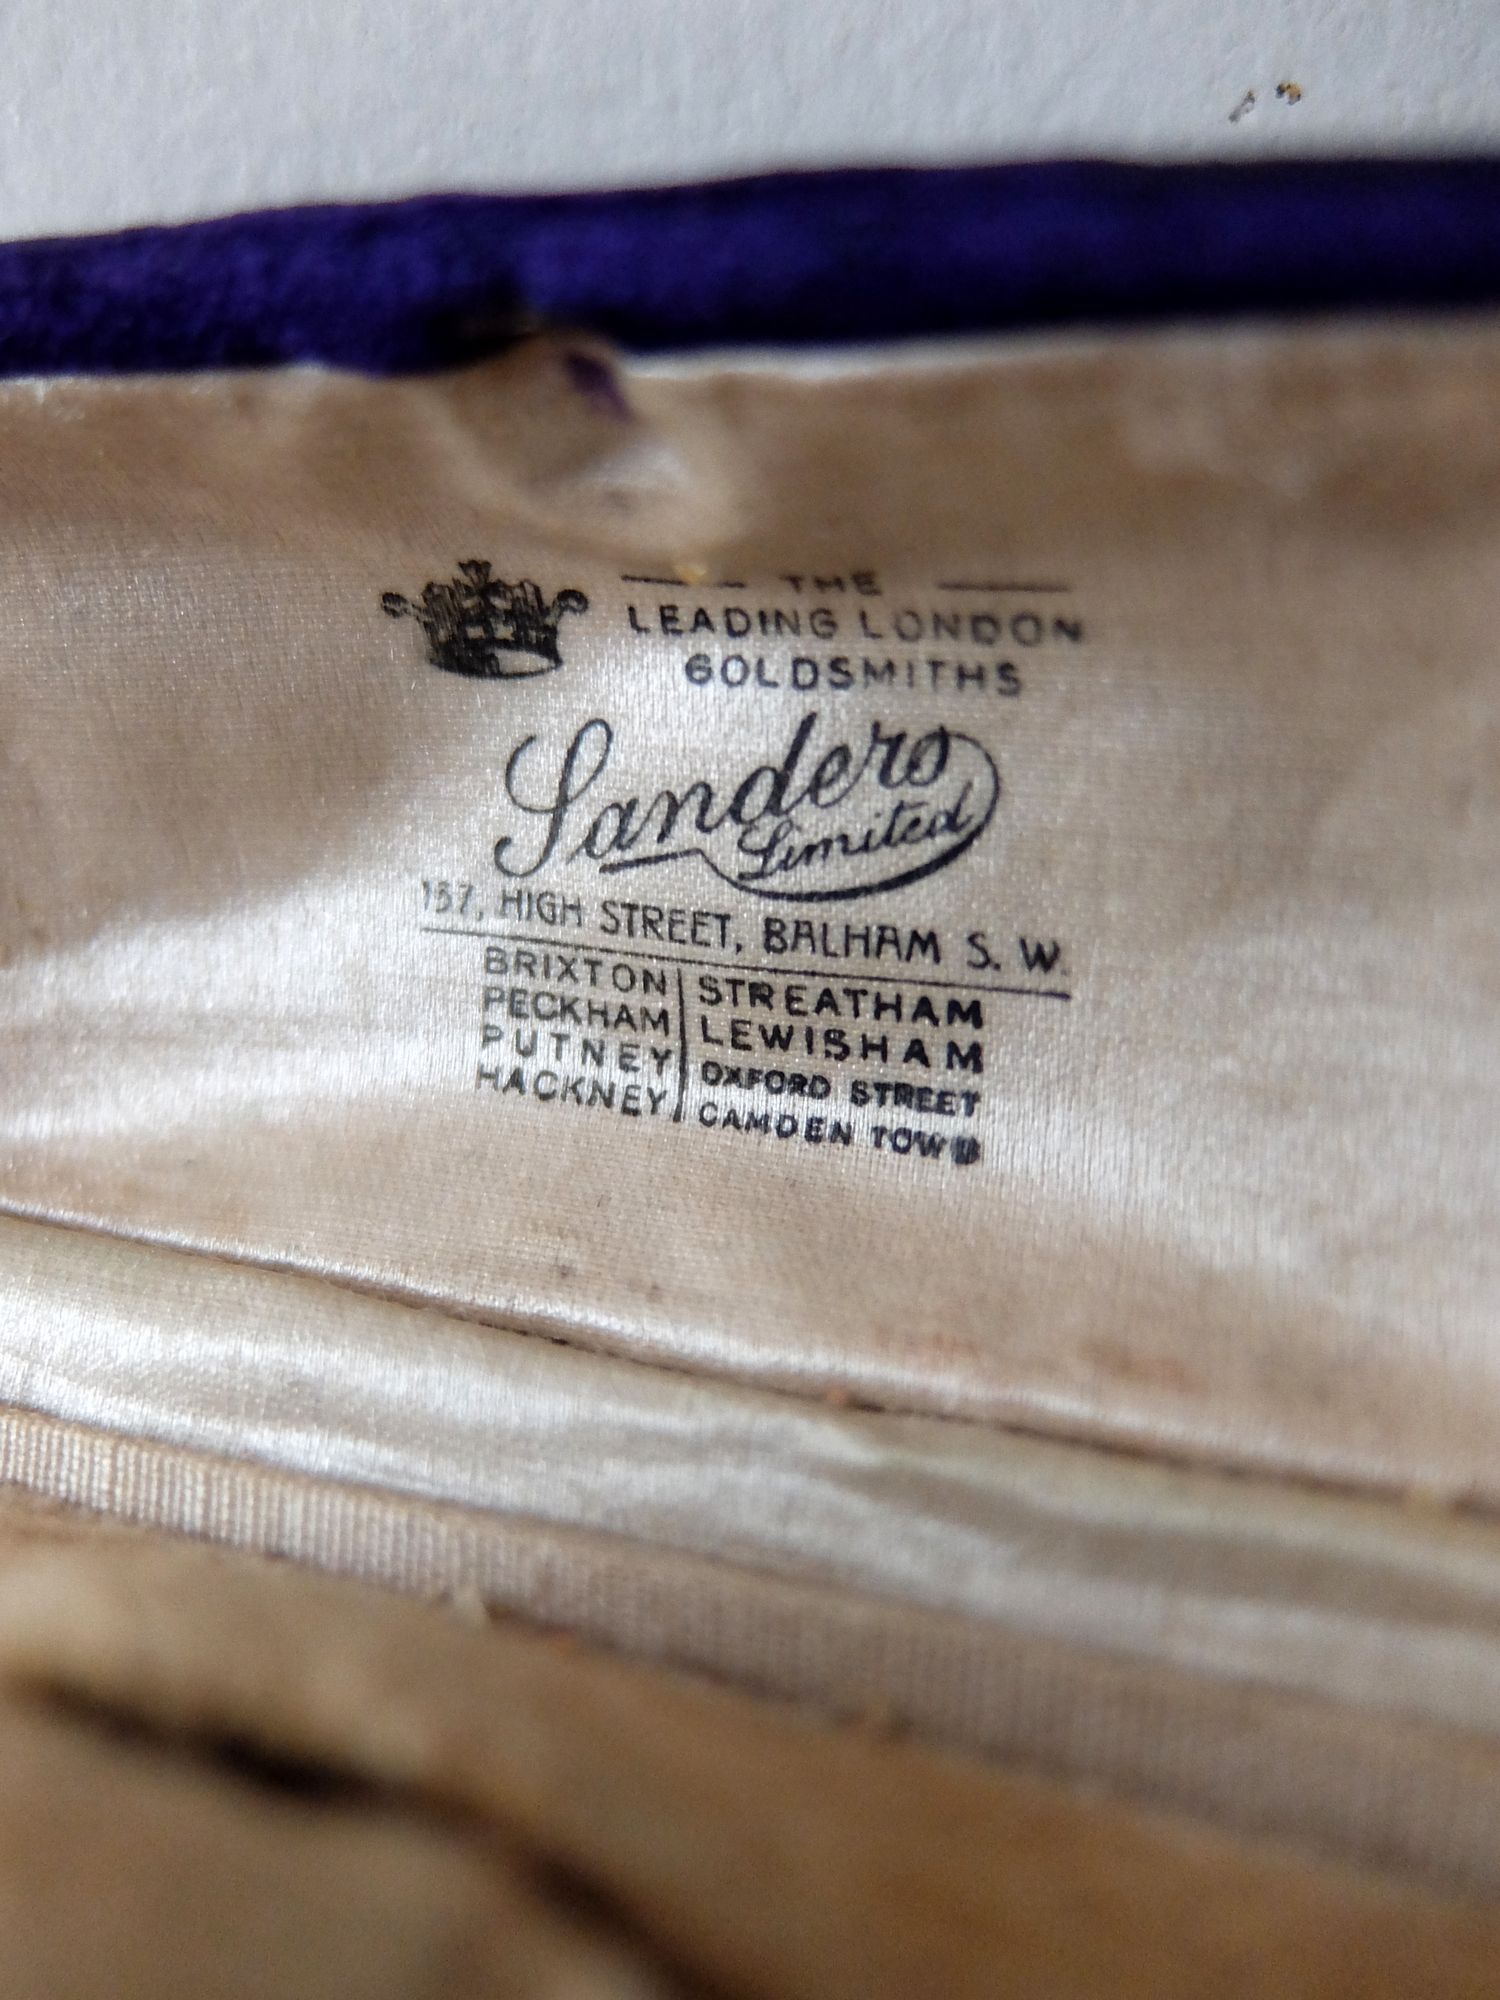 THE
LEADING LONDON
GOLDSMITHS
Sanders
Limited
157, HIGH STREET, BALHAM S. W.
BRIXTON | STREATHAM
PECKHAM | LEWISHAM
PUTNEY | OXFORD STREET
HACKNEY | CAMDEN TOWN